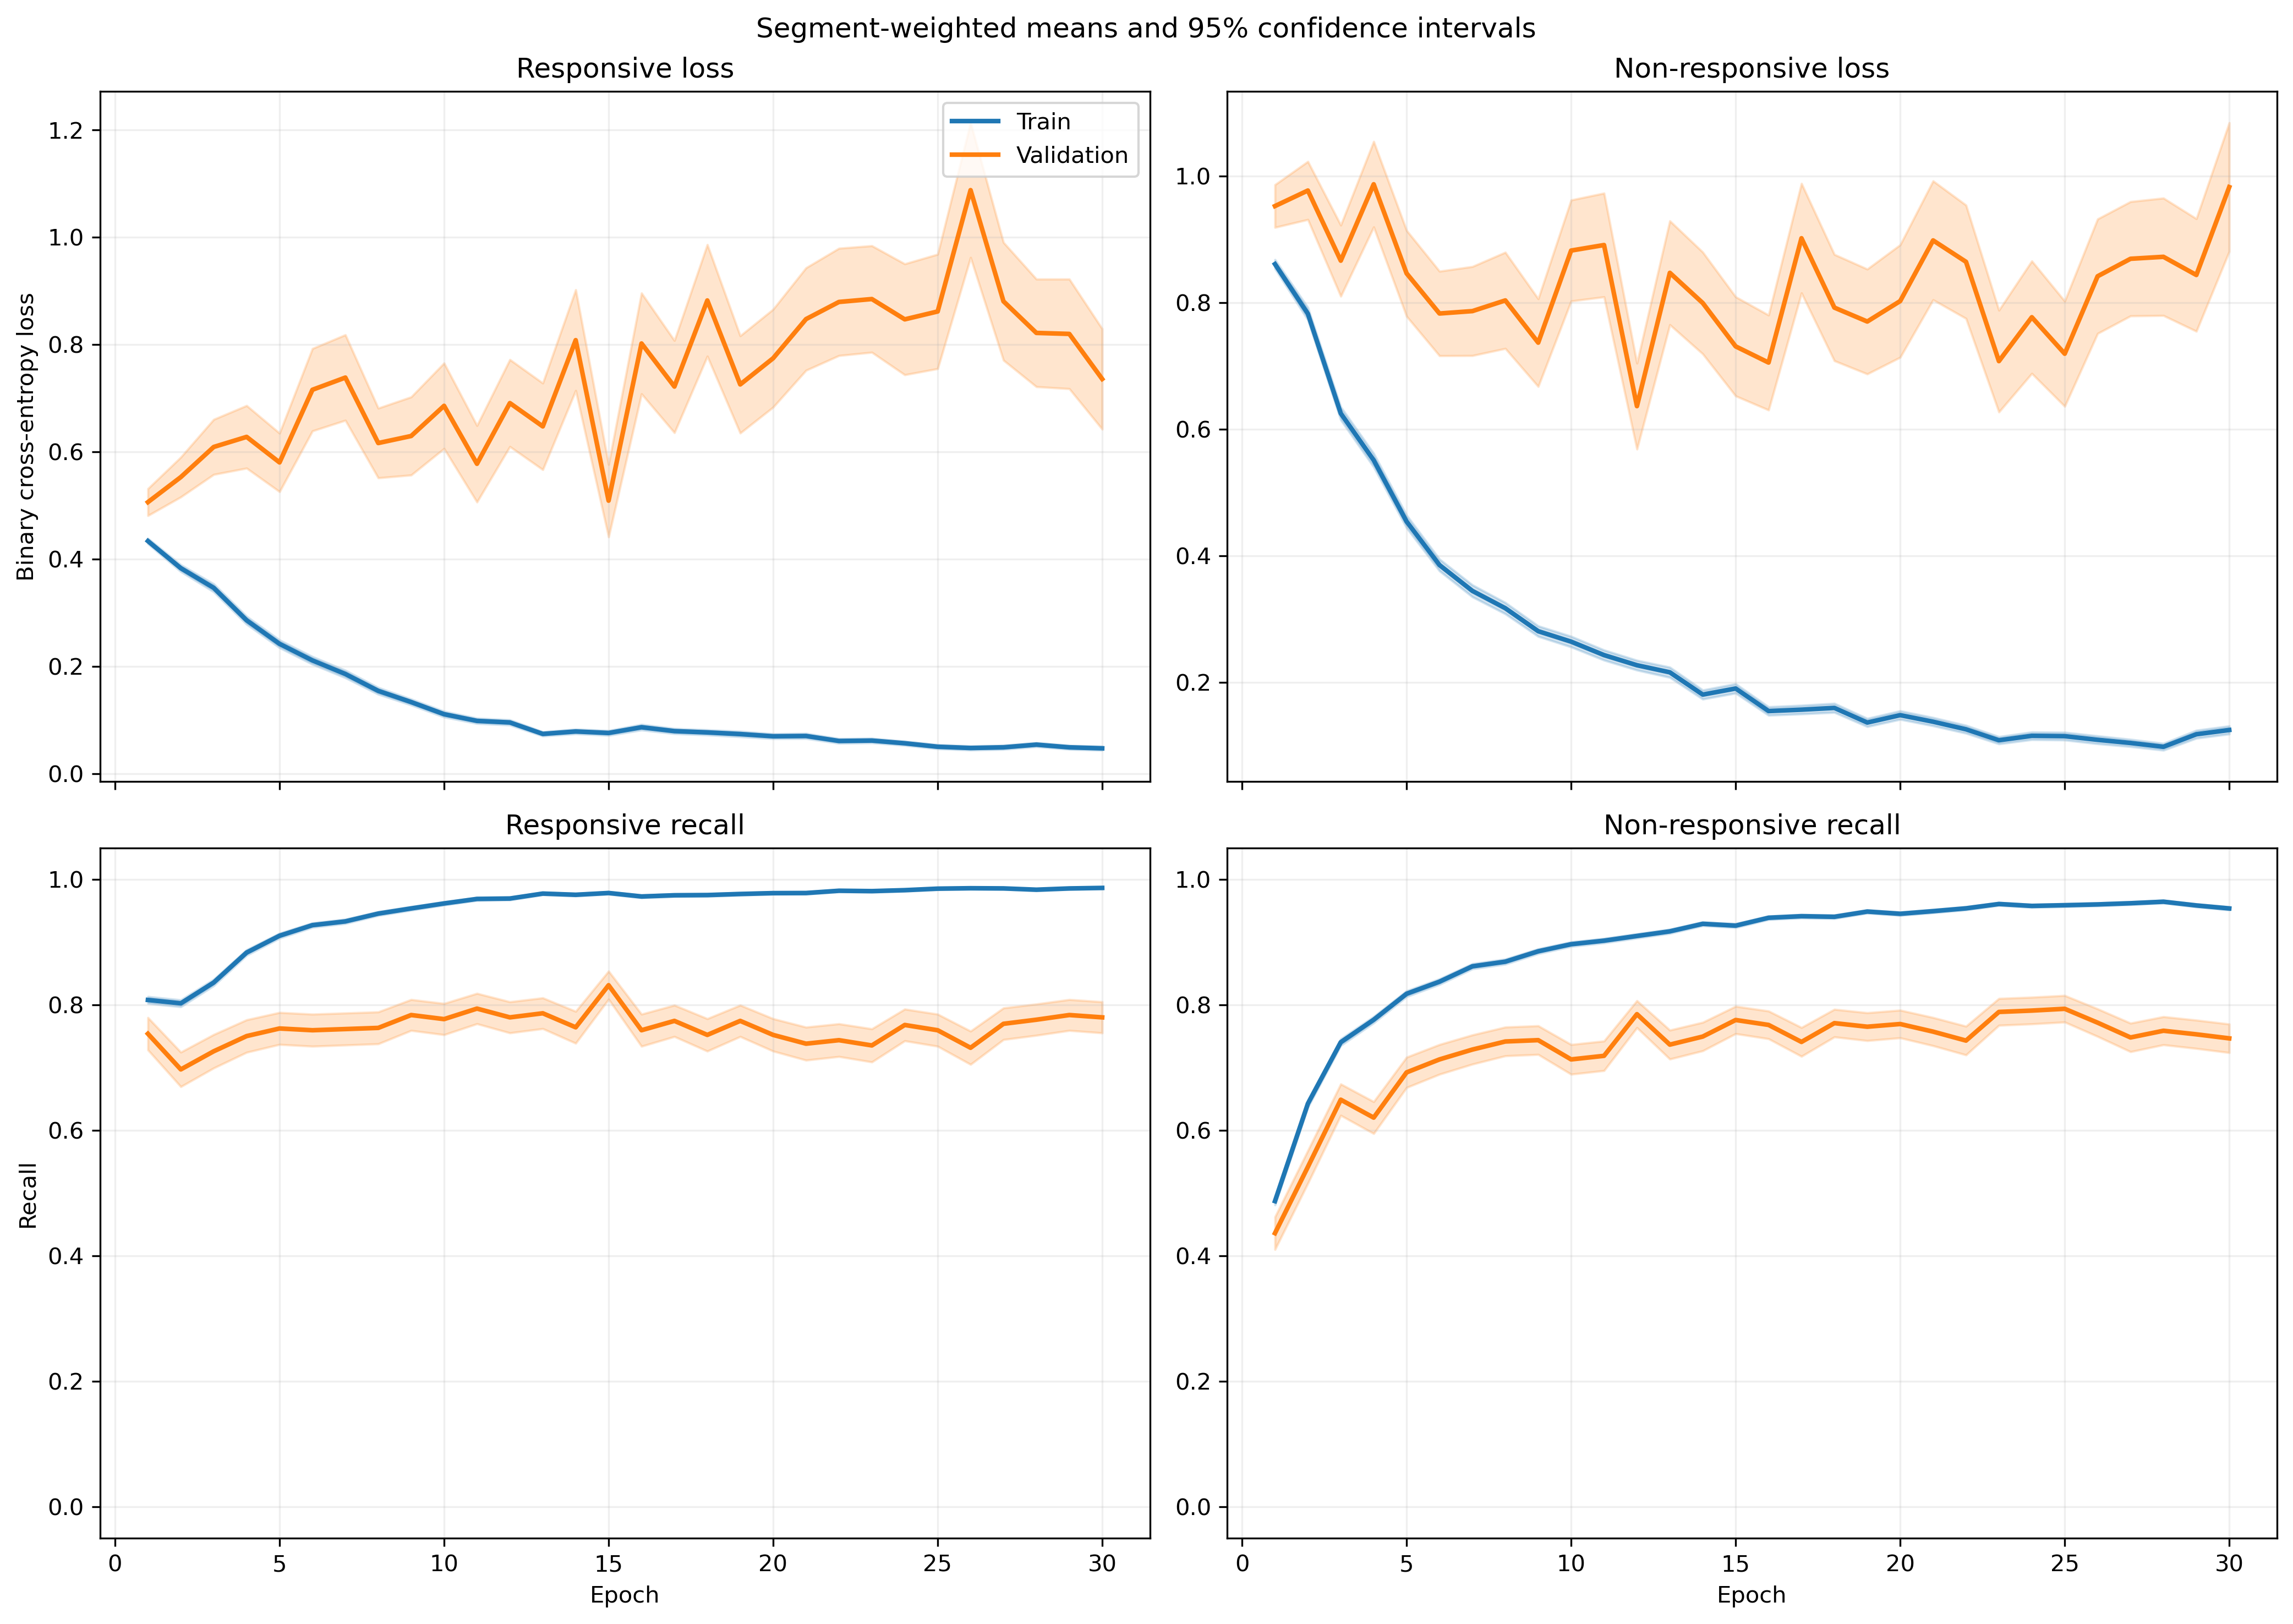 Segment-weighted means and 95% confidence intervals
Responsive loss
Non-responsive loss
Binary cross-entropy loss
1.2
1.0
0.8
0.6
0.4
0.2
0.0
Train
Validation
1.0
0.8
0.6
0.4
0.2
Responsive recall
Non-responsive recall
Recall
1.0
0.8
0.6
0.4
0.2
0.0
0 5 10 15 20 25 30
Epoch
1.0
0.8
0.6
0.4
0.2
0.0
0 5 10 15 20 25 30
Epoch